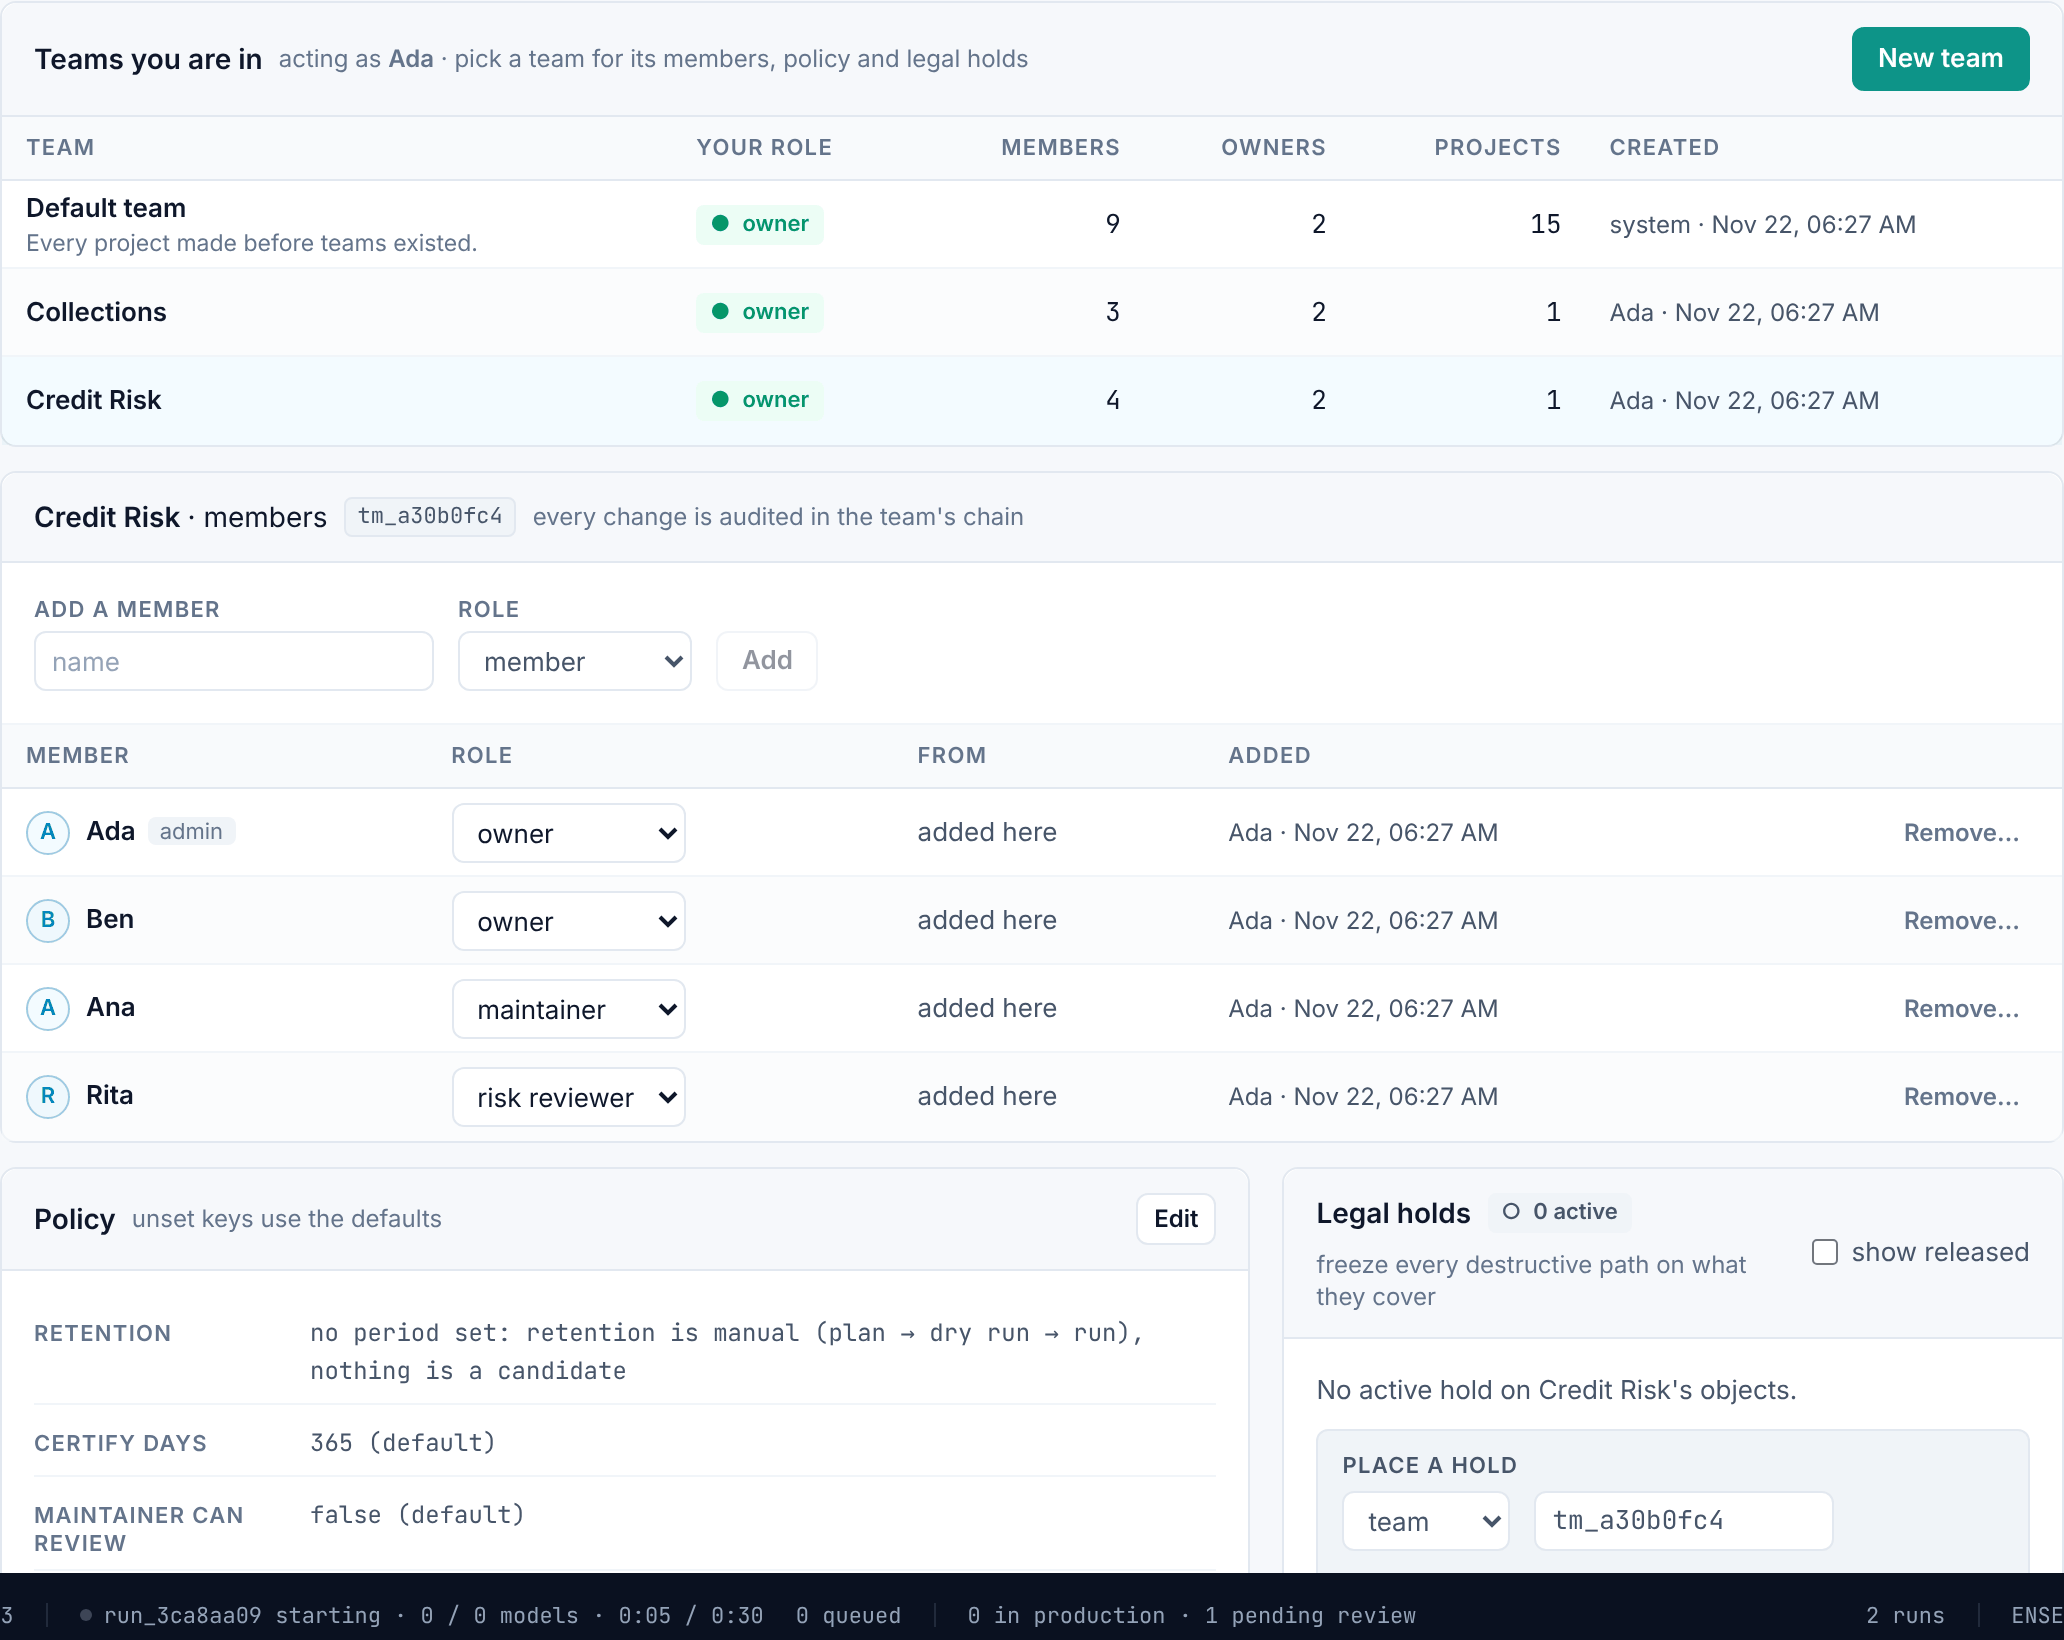 Teams you are in acting as Ada · pick a team for its members, policy and legal holds New team
TEAM YOUR ROLE MEMBERS OWNERS PROJECTS CREATED
Default team
Every project made before teams existed.
owner 9 2 15 system · Nov 22, 06:27 AM
Collections owner 3 2 1 Ada · Nov 22, 06:27 AM
Credit Risk owner 4 2 1 Ada · Nov 22, 06:27 AM
Credit Risk · members tm_a30b0fc4 every change is audited in the team's chain
ADD A MEMBER ROLE
name member Add
MEMBER ROLE FROM ADDED
A Ada admin owner added here Ada · Nov 22, 06:27 AM Remove...
B Ben owner added here Ada · Nov 22, 06:27 AM Remove...
A Ana maintainer added here Ada · Nov 22, 06:27 AM Remove...
R Rita risk reviewer added here Ada · Nov 22, 06:27 AM Remove...
Policy unset keys use the defaults Edit
RETENTION no period set: retention is manual (plan → dry run → run),
nothing is a candidate
CERTIFY DAYS 365 (default)
MAINTAINER CAN
REVIEW
false (default)
Legal holds 0 active
freeze every destructive path on what
they cover
show released
No active hold on Credit Risk's objects.
PLACE A HOLD
team tm_a30b0fc4
3 run_3ca8aa09 starting · 0 / 0 models · 0:05 / 0:30 0 queued 0 in production · 1 pending review 2 runs ENSE